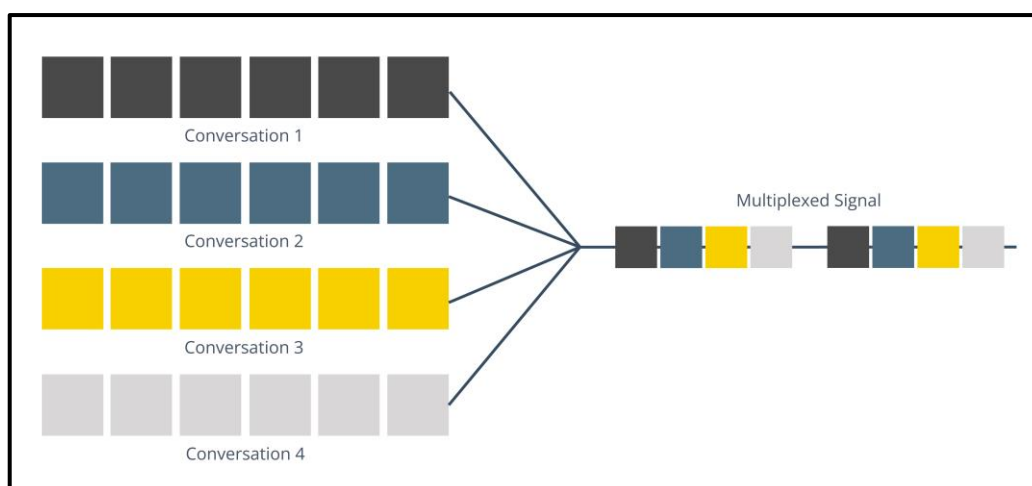 Conversation 1
Conversation 2
Multiplexed Signal
Conversation 3
Conversation 4